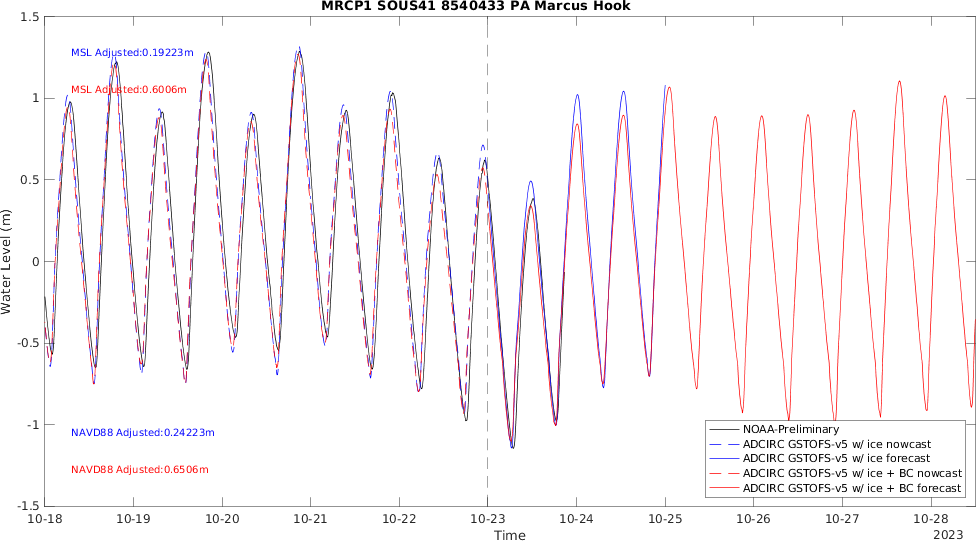 MRCP1 SOUS41 8540433 PA Marcus Hook
1.5
1
0.5
0
-0.5
-1
-1.5
Water Level (m)
MSL Adjusted:0.19223m
MSL Adjusted:0.6006m
NAVD88 Adjusted:0.24223m
NAVD88 Adjusted:0.6506m
NOAA-Preliminary
ADCIRC GSTOFS-v5 w/ ice nowcast
ADCIRC GSTOFS-v5 w/ ice forecast
ADCIRC GSTOFS-v5 w/ ice + BC nowcast
ADCIRC GSTOFS-v5 w/ ice + BC forecast
10-18 10-19 10-20 10-21 10-22 10-23 10-24 10-25 10-26 10-27 10-28
Time
2023